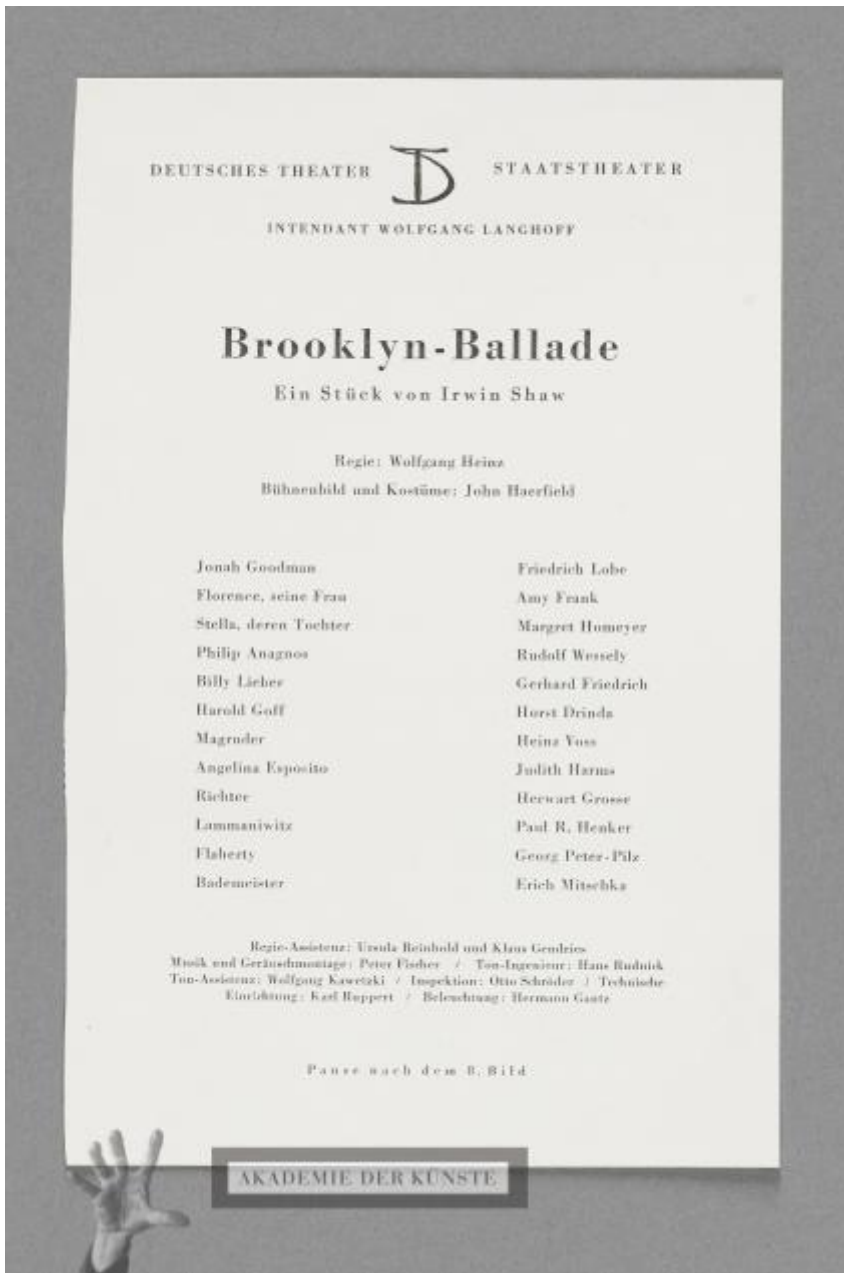 DEUTSCHES THEATER STAATSTHEATER
INTENDANT WOLFGANG LANGHOFF
Brooklyn-Ballade
Ein Stück von Irwin Shaw
Regie: Wolfgang Heinz
Bühnenbild und Kostüme: John Haerfield
Jonah Goodman Friedrich Lobe
Florence, seine Frau Amy Frank
Stella, deren Tochter Margret Homeyer
Philip Anagnos Rudolf Wessely
Billy Lieber Gerhard Friedrich
Harold Goff Horst Drinda
Magruder Heinz Voss
Angelina Esposito Judith Harms
Richter Herwart Grosse
Lammaniwitz Paul R. Henker
Flaherty Georg Peter-Pilz
Bademeister Erich Mitschka
Regie-Assistenz: Ursula Reinhold und Klaus Gendries
Musik und Geräuschmontage: Peter Fischer / Ton-Ingenieur: Hans Rudnick
Ton-Assistenz: Wolfgang Kawetzki / Inspektion: Otto Schröder / Technische
Einrichtung: Karl Ruppert / Beleuchtung: Hermann Gantz
Pause nach dem 8. Bild
AKADEMIE DER KÜNSTE